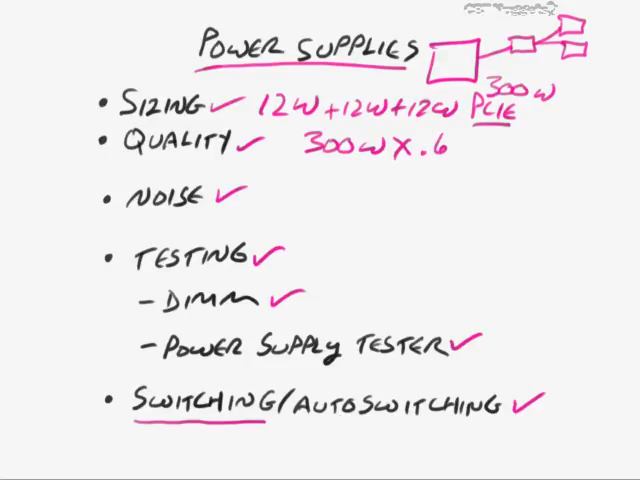 POWER SUPPLIES
• SIZING ✓ 12W + 12W + 12W PCIE 300W
• QUALITY ✓ 300W X .6
• NOISE ✓
• TESTING ✓
- DIMM ✓
- POWER SUPPLY TESTER ✓
• SWITCHING/AUTOSWITCHING ✓